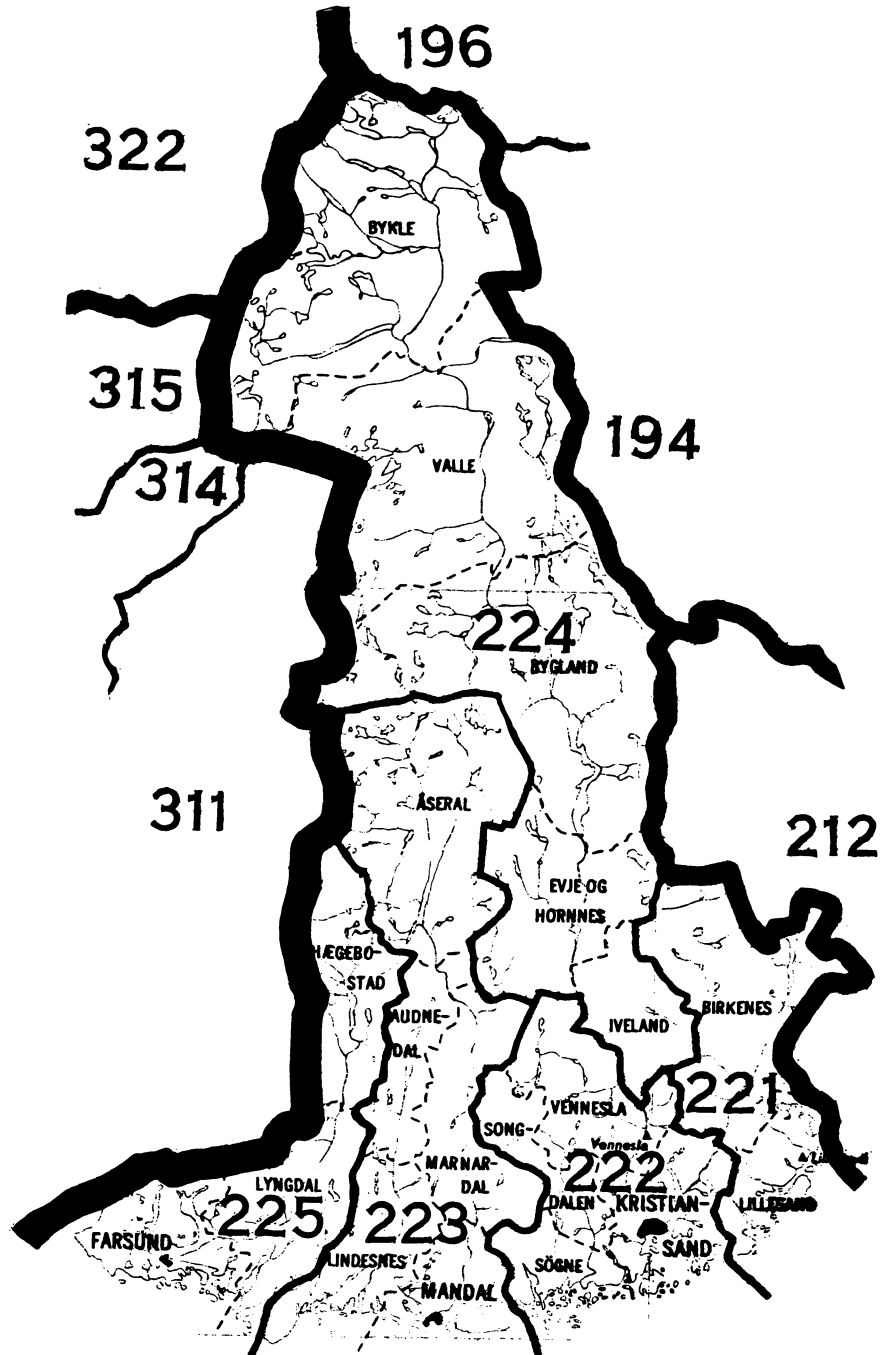 196
322
BYKLE
315
194
314
VALLE
224
BYGLAND
311
ÅSERAL
212
EVJE OG
HORNNES
HÆGEBO-
STAD
BIRKENES
AUDNE-
IVELAND
DAL
221
VENNESLA
SONG-
Vennesla
MARNAR-
DAL
222
LYNGDAL
DALEN
KRISTIAN-
LILLESAND
225
223
FARSUND
SAND
LINDESNES
SÖGNE
MANDAL